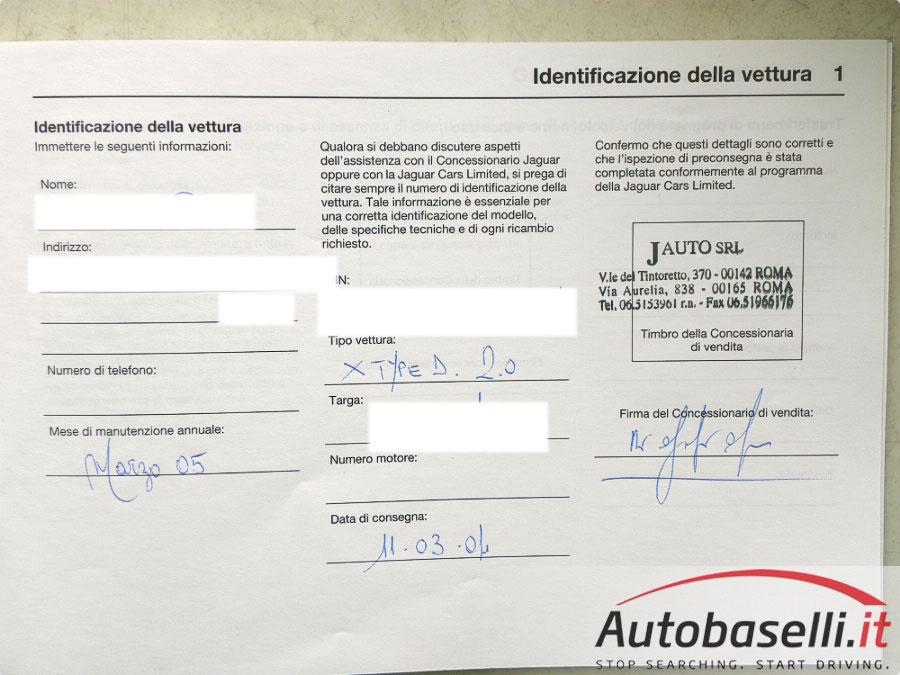 Identificazione della vettura 1
Identificazione della vettura
Immettere le seguenti informazioni:
Nome:
Indirizzo:
Numero di telefono:
Mese di manutenzione annuale:
Marzo 05
Qualora si debbano discutere aspetti
dell'assistenza con il Concessionario Jaguar
oppure con la Jaguar Cars Limited, si prega di
citare sempre il numero di identificazione della
vettura. Tale informazione è essenziale per
una corretta identificazione del modello,
delle specifiche tecniche e di ogni ricambio
richiesto.
IN:
Tipo vettura:
X TYPE D. 2.0
Targa:
Numero motore:
Data di consegna:
11.03.04
Confermo che questi dettagli sono corretti e
che l'ispezione di preconsegna è stata
completata conformemente al programma
della Jaguar Cars Limited.
JAUTO SRL
V.le del Tintoretto, 370 - 00142 ROMA
Via Aurelia, 838 - 00165 ROMA
Tel. 06.5153961 r.a. - Fax 06.51966176
Timbro della Concessionaria
di vendita
Firma del Concessionario di vendita:
Autobaselli.it
STOP SEARCHING. START DRIVING.